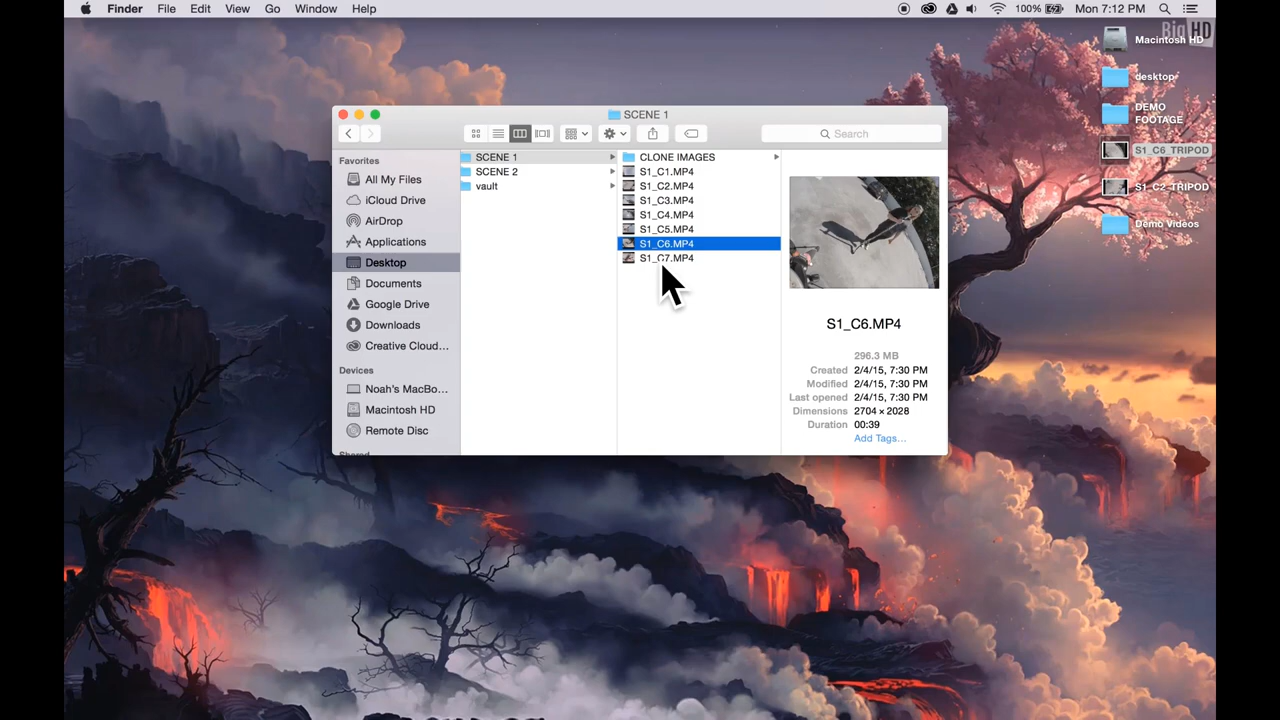 Finder File Edit View Go Window Help 100% Mon 7:12 PM
BigHD
Macintosh HD
desktop
DEMO
FOOTAGE
S1_C6_TRIPOD
S1_C2_TRIPOD
Demo Videos
SCENE 1
Search
Favorites
All My Files
iCloud Drive
AirDrop
Applications
Desktop
Documents
Google Drive
Downloads
Creative Cloud...
Devices
Noah's MacBo...
Macintosh HD
Remote Disc
Shared
SCENE 1
SCENE 2
vault
CLONE IMAGES
S1_C1.MP4
S1_C2.MP4
S1_C3.MP4
S1_C4.MP4
S1_C5.MP4
S1_C6.MP4
S1_C7.MP4
S1_C6.MP4
296.3 MB
Created 2/4/15, 7:30 PM
Modified 2/4/15, 7:30 PM
Last opened 2/4/15, 7:30 PM
Dimensions 2704 × 2028
Duration 00:39
Add Tags...